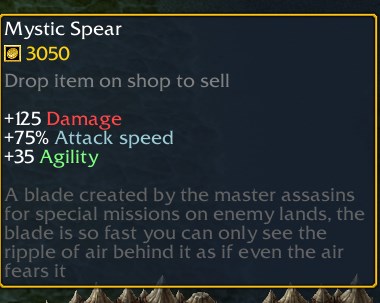 Mystic Spear
3050
Drop item on shop to sell
+125 Damage
+75% Attack speed
+35 Agility
A blade created by the master assasins
for special missions on enemy lands, the
blade is so fast you can only see the
ripple of air behind it as if even the air
fears it